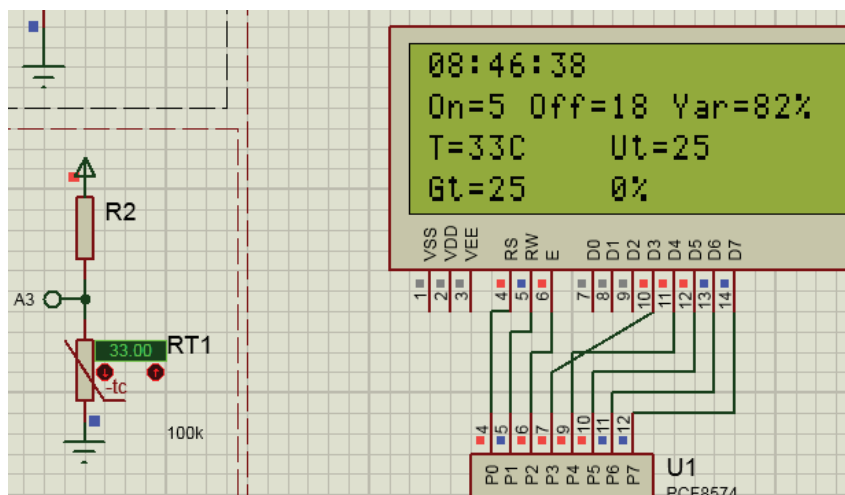 08:46:38
On=5 Off=18 Yar=82%
T=33C Ut=25
Gt=25 0%
R2
A3
33.00
RT1
-tc
100k
VSS VDD VEE RS RW E D0 D1 D2 D3 D4 D5 D6 D7
1 2 3 4 5 6 7 8 9 10 11 12 13 14
4 5 6 7 9 10 11 12
P0 P1 P2 P3 P4 P5 P6 P7
U1
PCF8574